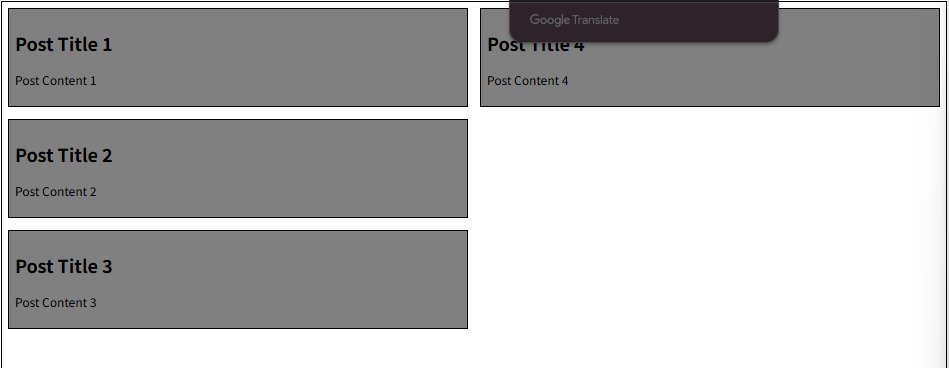 Post Title 1
Post Content 1
Post Title 2
Post Content 2
Post Title 3
Post Content 3
Google Translate
Post Title 4
Post Content 4